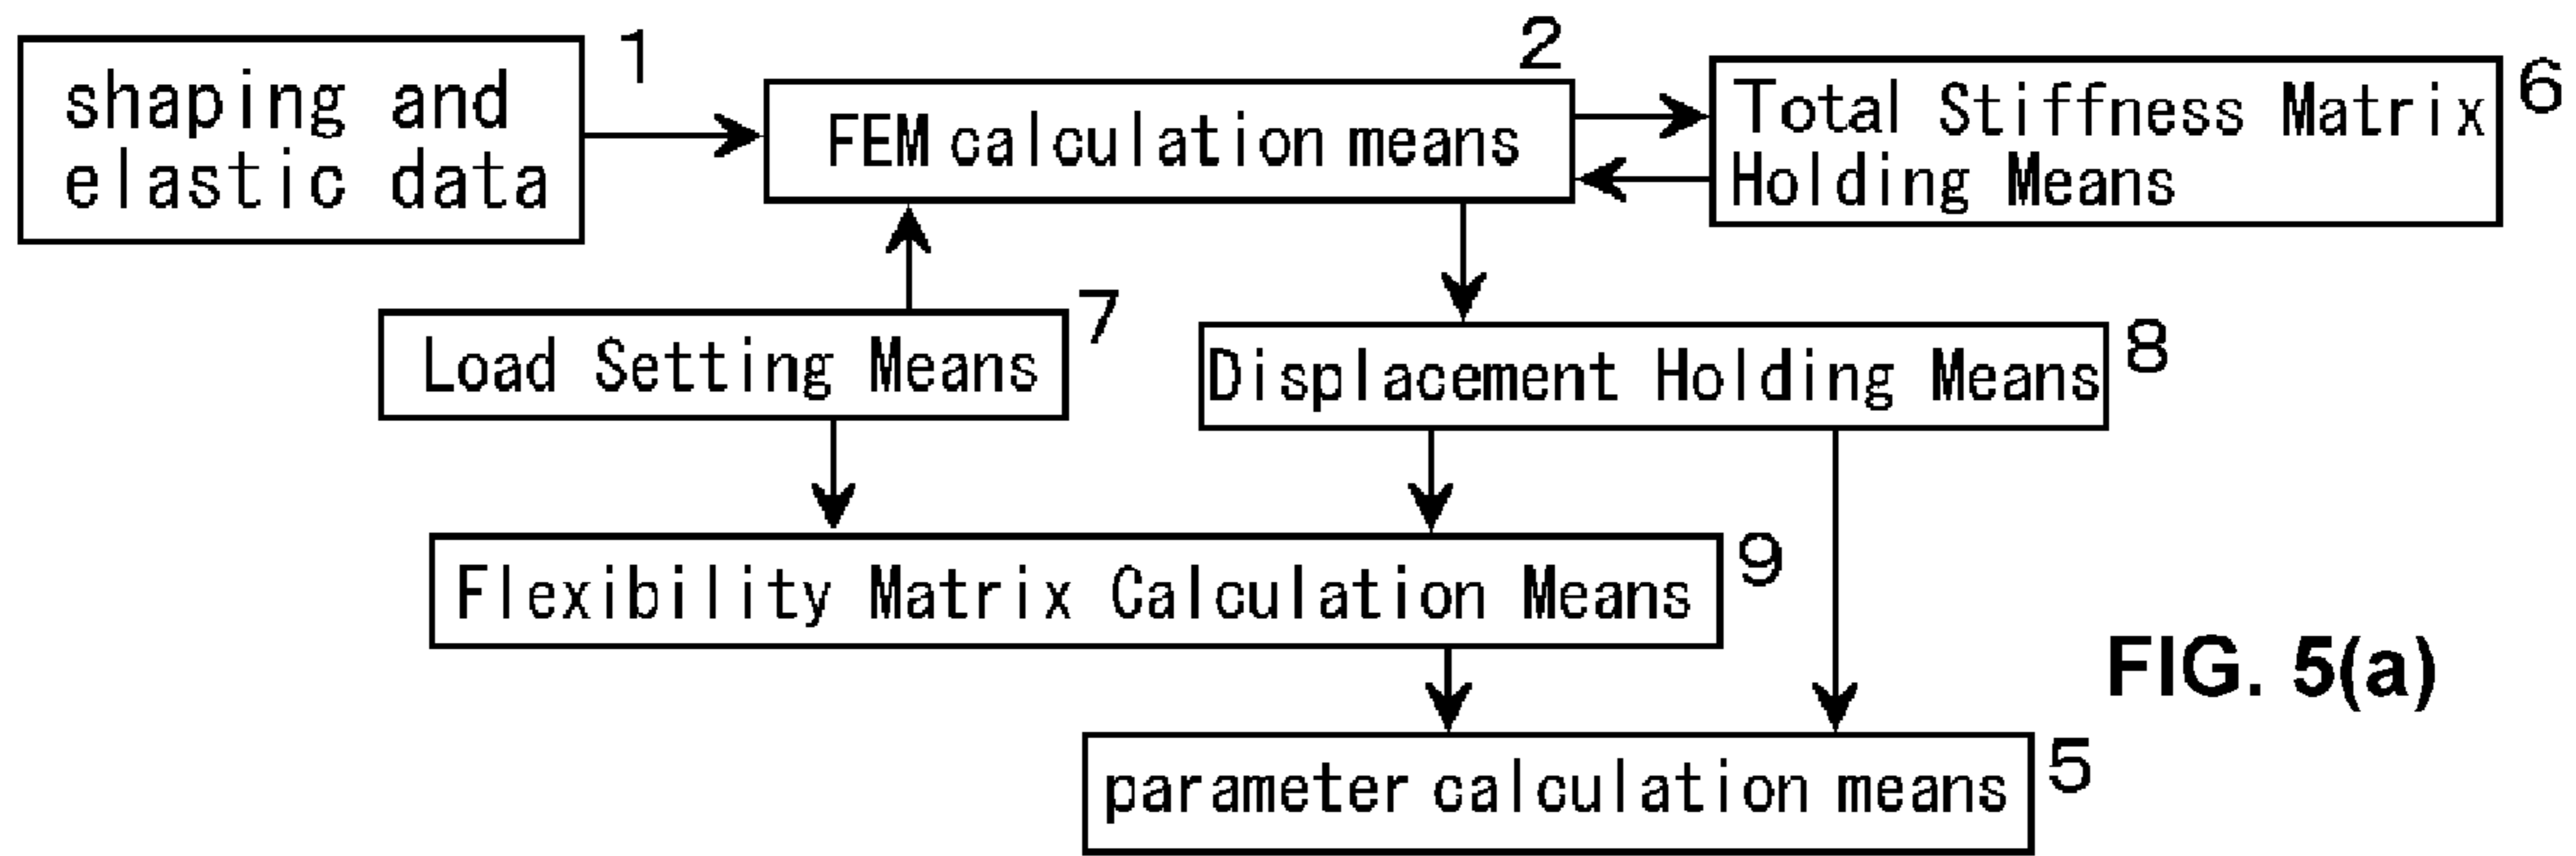 1
2
shaping and
elastic data
FEM calculation means
Total Stiffness Matrix
Holding Means
6
Load Setting Means
7
Displacement Holding Means
8
Flexibility Matrix Calculation Means
9
FIG. 5(a)
parameter calculation means
5